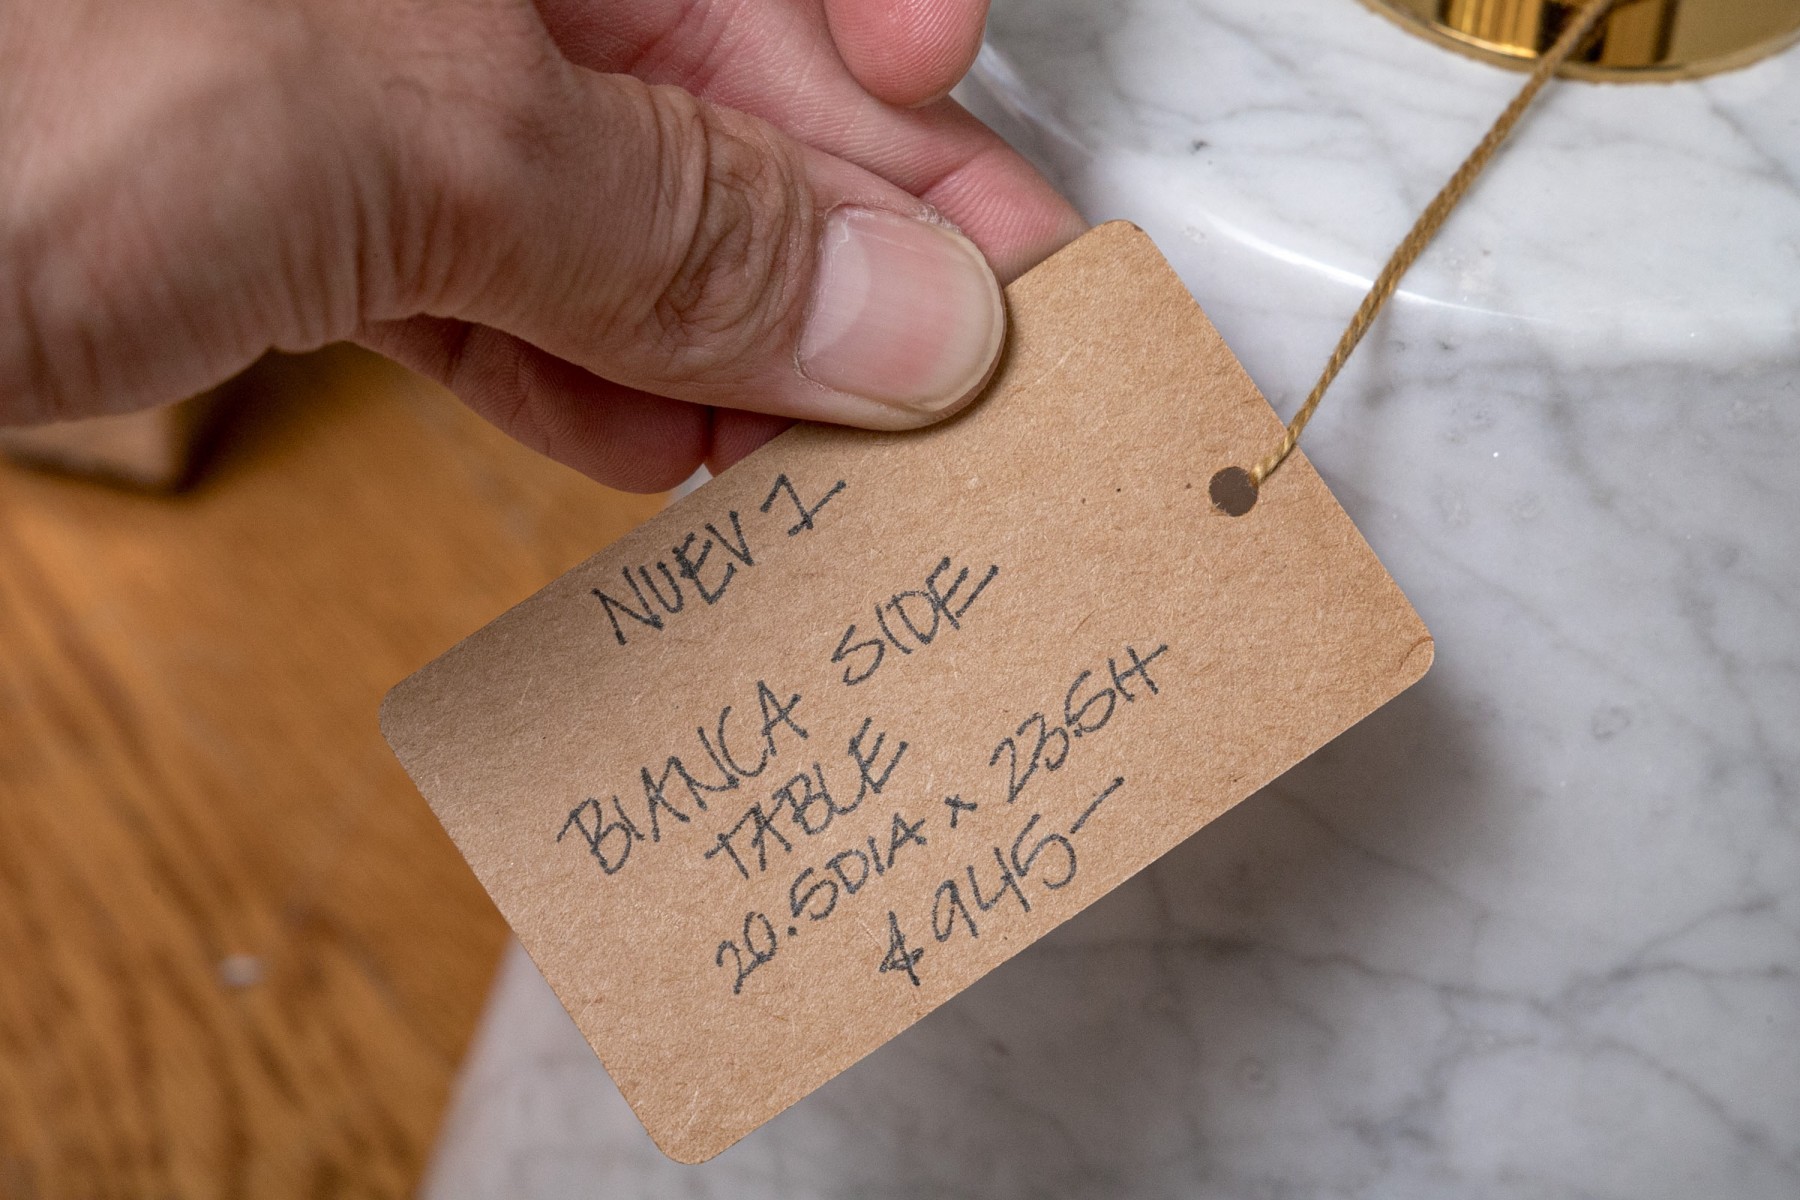 NUEV 1
BIANCA SIDE
TABLE
20.5DIA x 23.5H
$945—